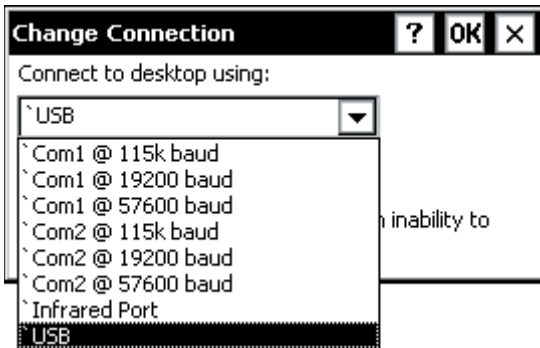 Change Connection ? OK ×
Connect to desktop using:
`USB
`Com1 @ 115k baud
`Com1 @ 19200 baud
`Com1 @ 57600 baud
`Com2 @ 115k baud
inability to
`Com2 @ 19200 baud
`Com2 @ 57600 baud
`Infrared Port
`USB